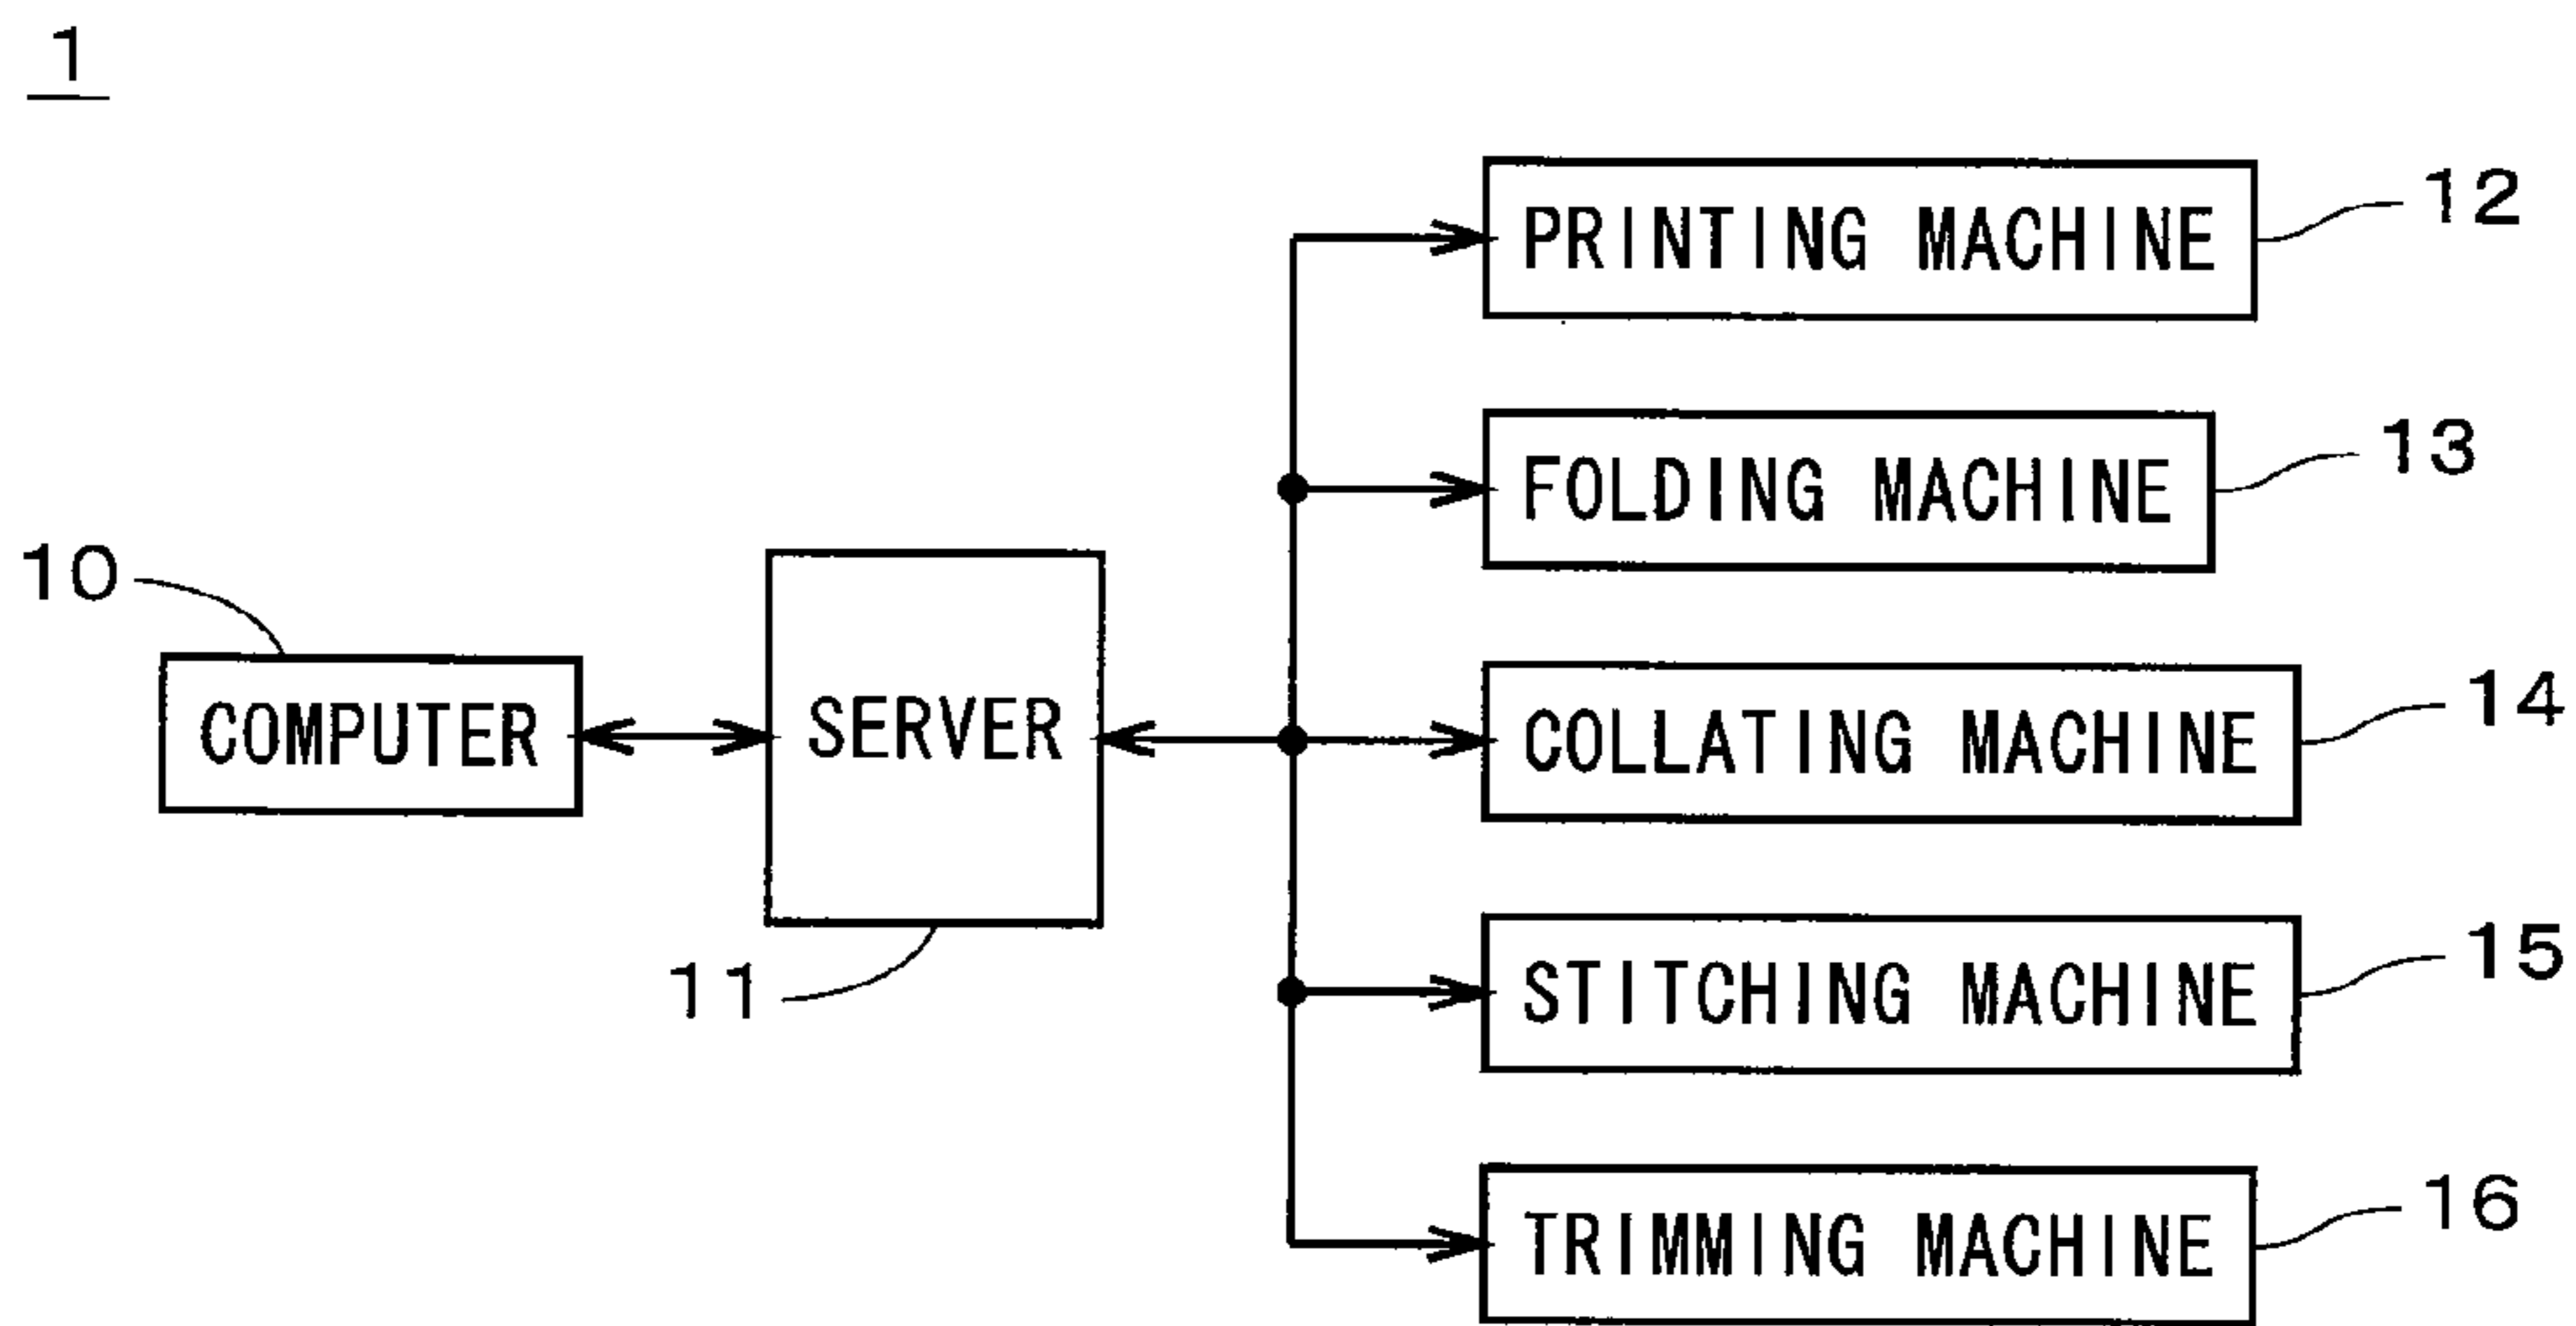 1
PRINTING MACHINE
12
FOLDING MACHINE
13
10
COMPUTER
SERVER
11
COLLATING MACHINE
14
STITCHING MACHINE
15
TRIMMING MACHINE
16